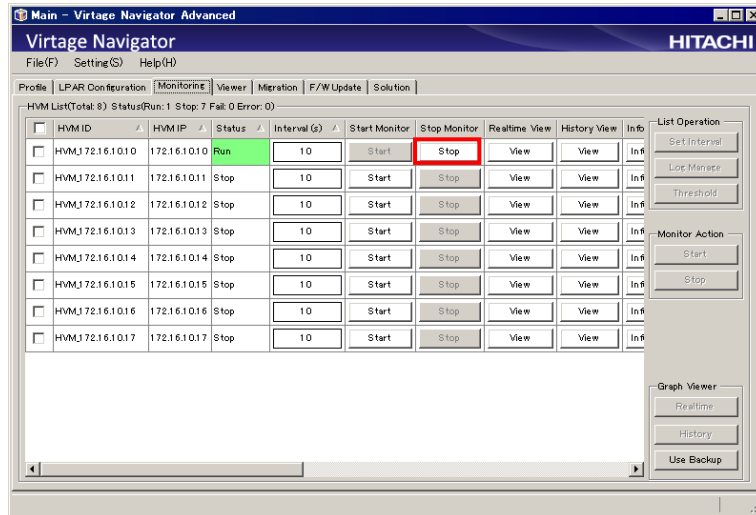 Main - Virtage Navigator Advanced
Virtage Navigator
HITACHI
File(F) Setting(S) Help(H)
Profile LPAR Configuration Monitoring Viewer Migration F/W Update Solution
HVM List(Total: 8) Status(Run: 1 Stop: 7 Fail: 0 Error: 0)
HVM ID HVM IP Status Interval (s) Start Monitor Stop Monitor Realtime View History View Info
HVM_172.16.10.10 172.16.10.10 Run 10 Start Stop View View Inf
HVM_172.16.10.11 172.16.10.11 Stop 10 Start Stop View View Inf
HVM_172.16.10.12 172.16.10.12 Stop 10 Start Stop View View Inf
HVM_172.16.10.13 172.16.10.13 Stop 10 Start Stop View View Inf
HVM_172.16.10.14 172.16.10.14 Stop 10 Start Stop View View Inf
HVM_172.16.10.15 172.16.10.15 Stop 10 Start Stop View View Inf
HVM_172.16.10.16 172.16.10.16 Stop 10 Start Stop View View Inf
HVM_172.16.10.17 172.16.10.17 Stop 10 Start Stop View View Inf
List Operation
Set Interval
Log Manage
Threshold
Monitor Action
Start
Stop
Graph Viewer
Realtime
History
Use Backup